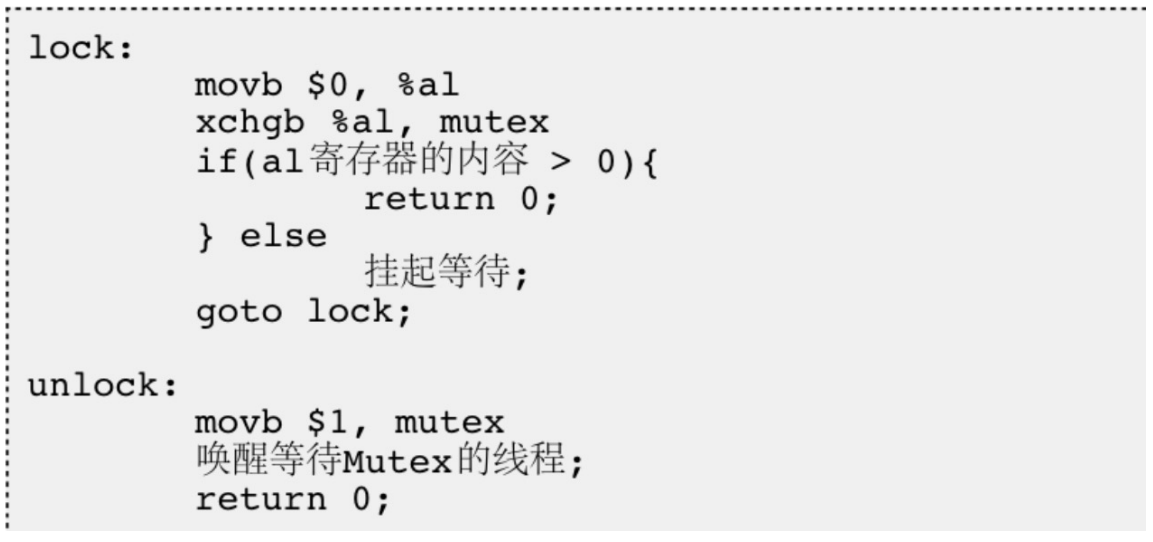 lock:
movb $0, %al
xchgb %al, mutex
if(al寄存器的内容 > 0){
return 0;
} else
挂起等待;
goto lock;
unlock:
movb $1, mutex
唤醒等待Mutex的线程;
return 0;